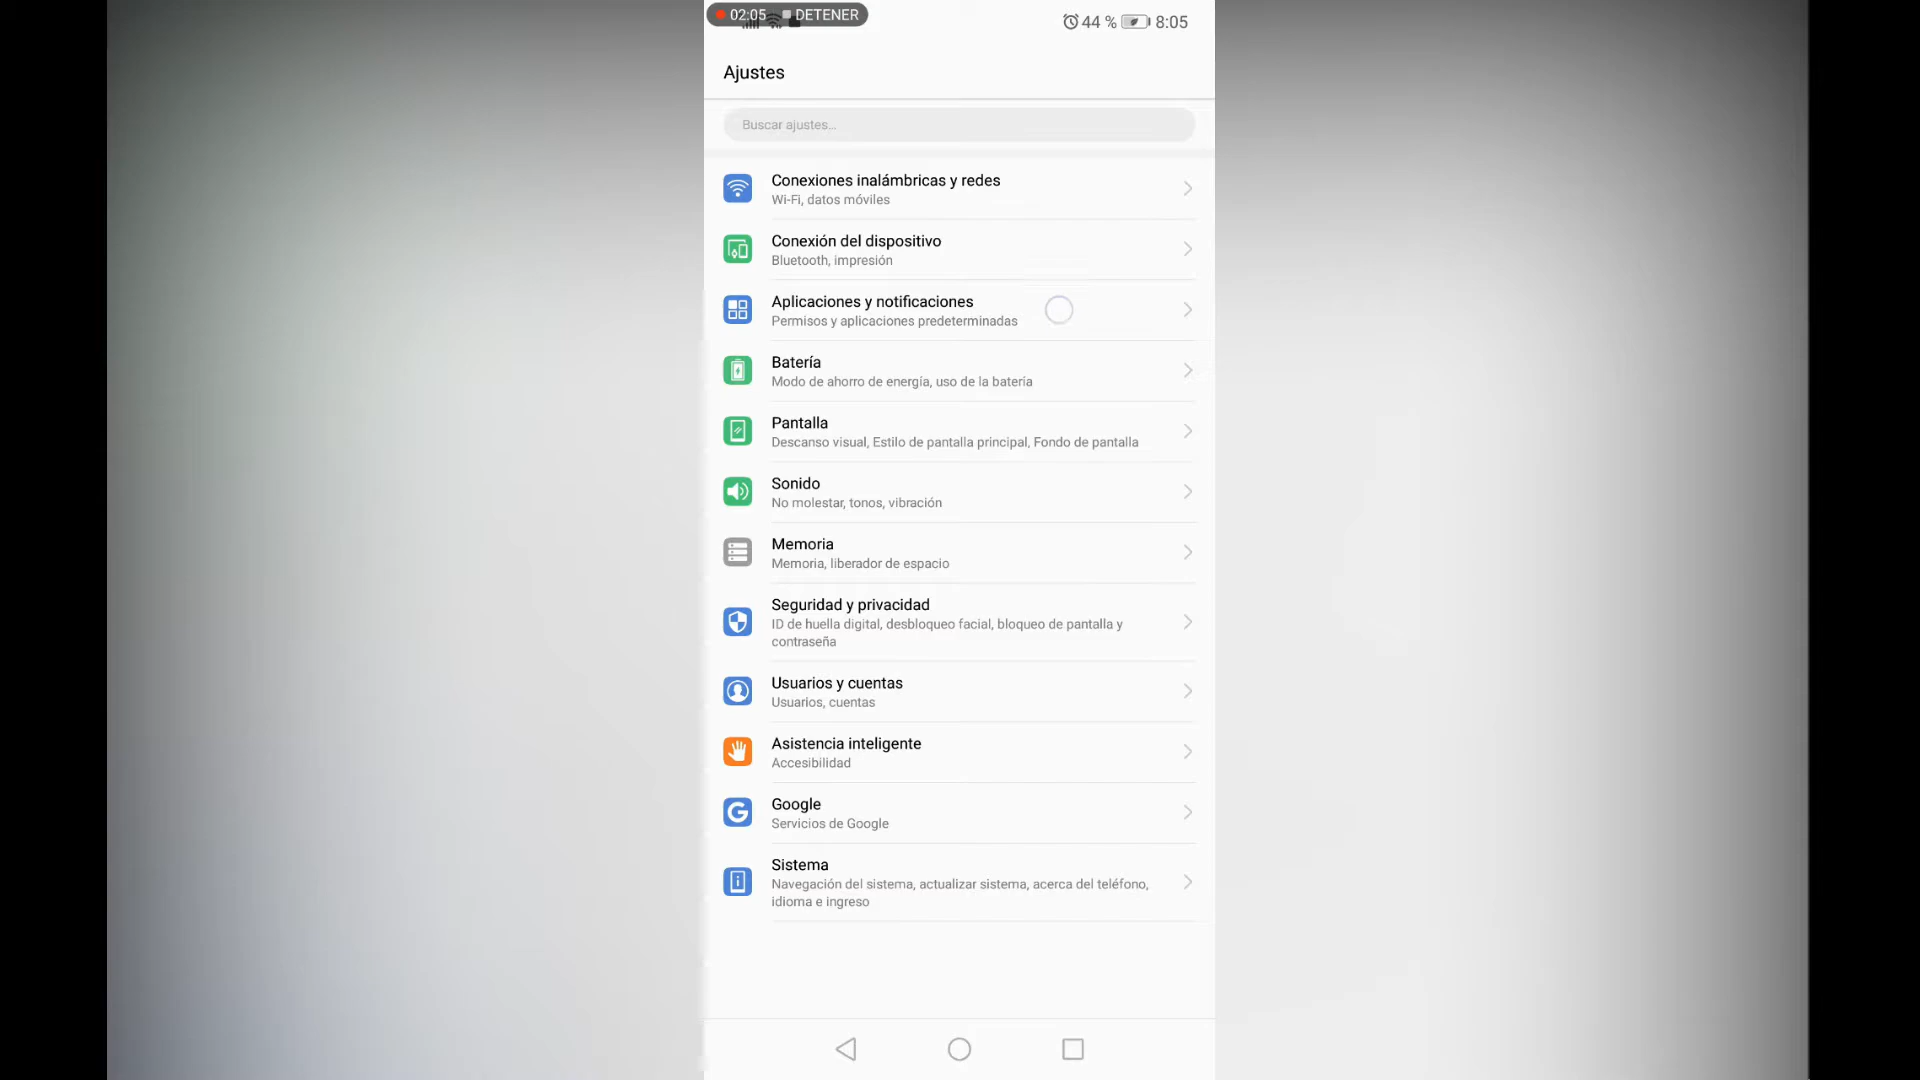 02:05 DETENER
44 % 8:05
Ajustes
Buscar ajustes...
Conexiones inalámbricas y redes
Wi-Fi, datos móviles
Conexión del dispositivo
Bluetooth, impresión
Aplicaciones y notificaciones
Permisos y aplicaciones predeterminadas
Batería
Modo de ahorro de energía, uso de la batería
Pantalla
Descanso visual, Estilo de pantalla principal, Fondo de pantalla
Sonido
No molestar, tonos, vibración
Memoria
Memoria, liberador de espacio
Seguridad y privacidad
ID de huella digital, desbloqueo facial, bloqueo de pantalla y
contraseña
Usuarios y cuentas
Usuarios, cuentas
Asistencia inteligente
Accesibilidad
Google
Servicios de Google
Sistema
Navegación del sistema, actualizar sistema, acerca del teléfono,
idioma e ingreso